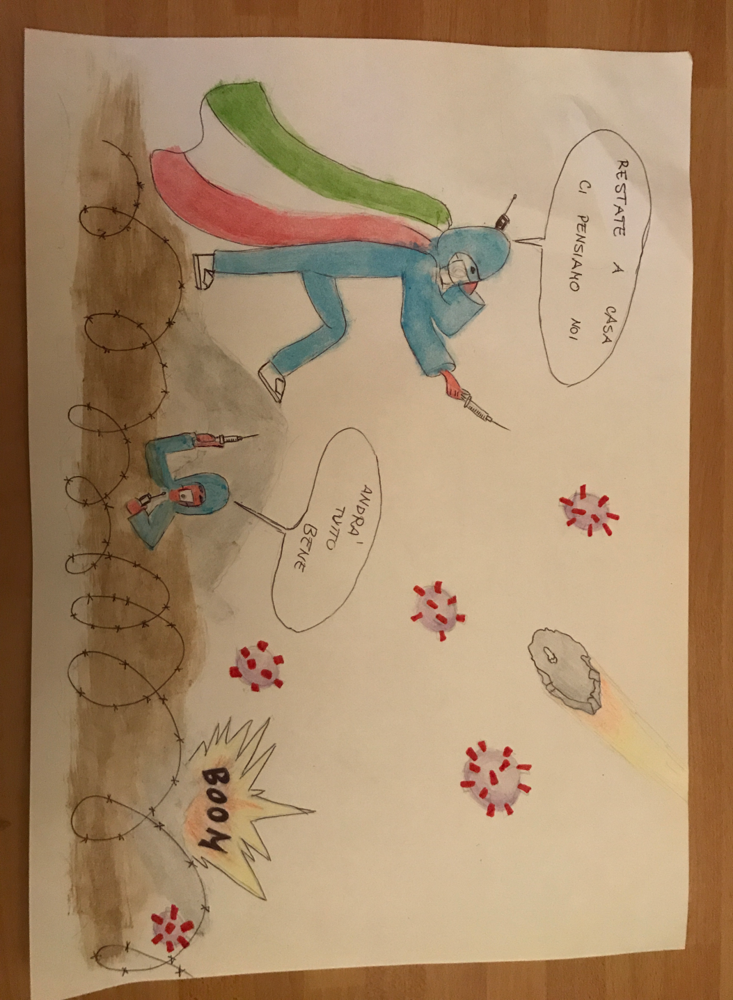 RESTATE A CASA
CI PENSIAMO NOI
ANDRA'
TUTTO
BENE
BOOM